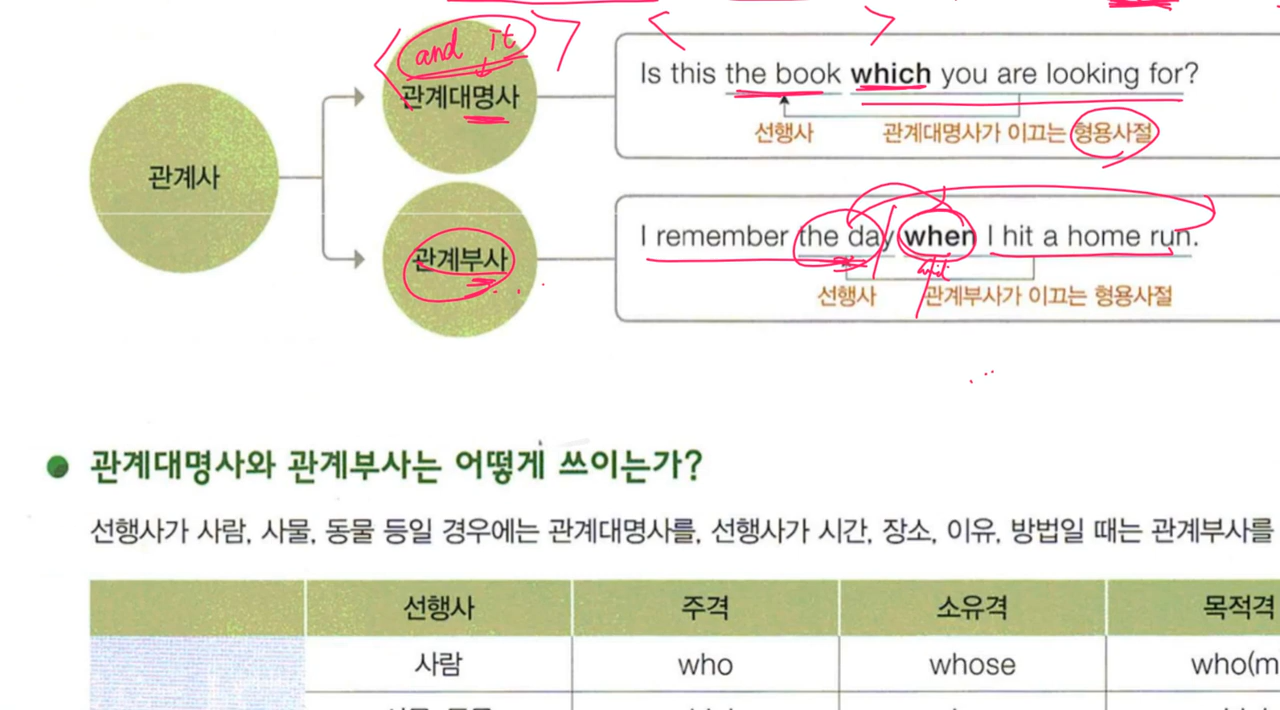 and it
관계대명사
Is this the book which you are looking for?
선행사 관계대명사가 이끄는 형용사절
관계사
관계부사
I remember the day when I hit a home run.
선행사 관계부사가 이끄는 형용사절
관계대명사와 관계부사는 어떻게 쓰이는가?
선행사가 사람, 사물, 동물 등일 경우에는 관계대명사를, 선행사가 시간, 장소, 이유, 방법일 때는 관계부사를
선행사 주격 소유격 목적격
사람 who whose who(m